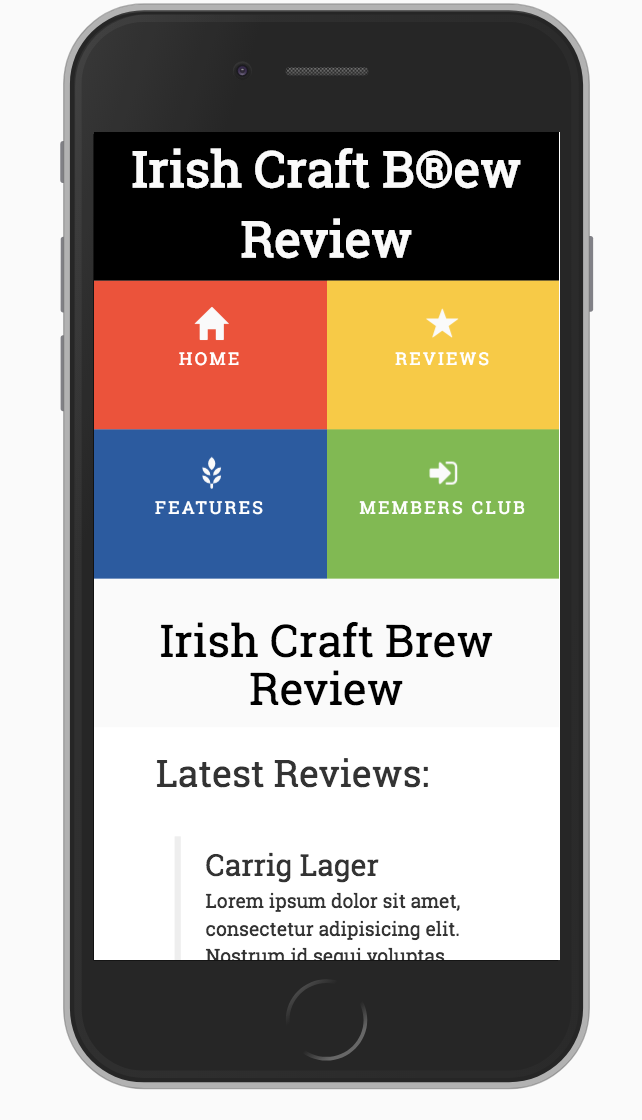 Irish Craft B®ew
Review
HOME
REVIEWS
FEATURES
MEMBERS CLUB
Irish Craft Brew
Review
Latest Reviews:
Carrig Lager
Lorem ipsum dolor sit amet,
consectetur adipisicing elit.
Nostrum id sequi voluptas